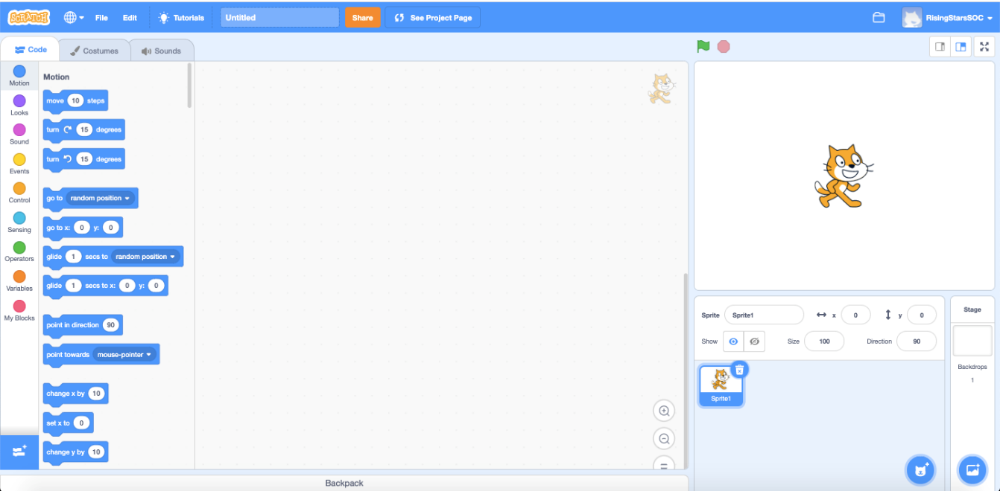 SCRATCH File Edit Tutorials Untitled Share See Project Page RisingStarsSOC
Code Costumes Sounds
Motion
Looks
Sound
Events
Control
Sensing
Operators
Variables
My Blocks
Motion
move 10 steps
turn 15 degrees
turn 15 degrees
go to random position
go to x: 0 y: 0
glide 1 secs to random position
glide 1 secs to x: 0 y: 0
point in direction 90
point towards mouse-pointer
change x by 10
set x to 0
change y by 10
Sprite Sprite1 x 0 y 0
Show Size 100 Direction 90
Sprite1
Stage
Backdrops
1
Backpack